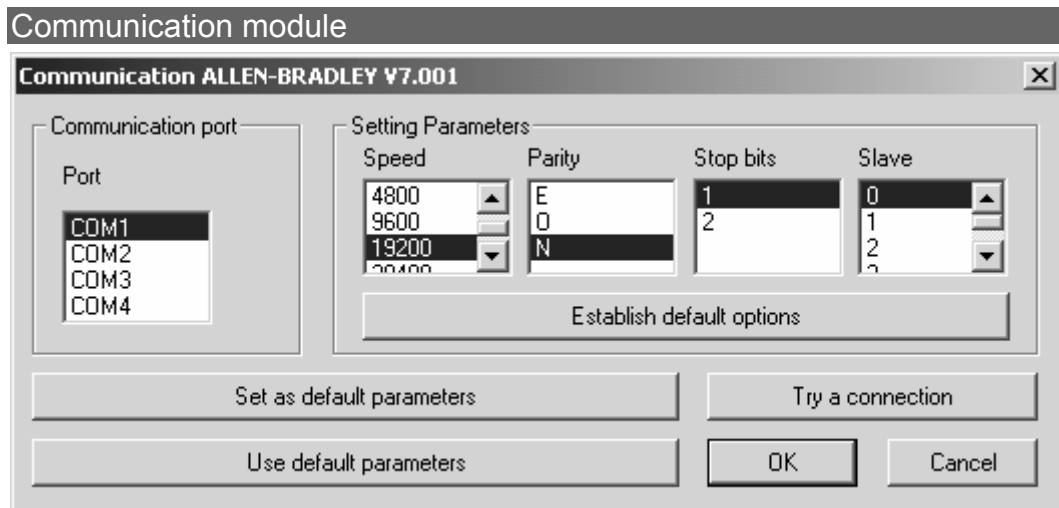 Communication module
Communication ALLEN-BRADLEY V7.001
Communication port
Port
COM1
COM2
COM3
COM4
Setting Parameters
Speed Parity Stop bits Slave
4800 E 1 0
9600 O 2 1
19200 N 2
Establish default options
Set as default parameters Try a connection
Use default parameters OK Cancel